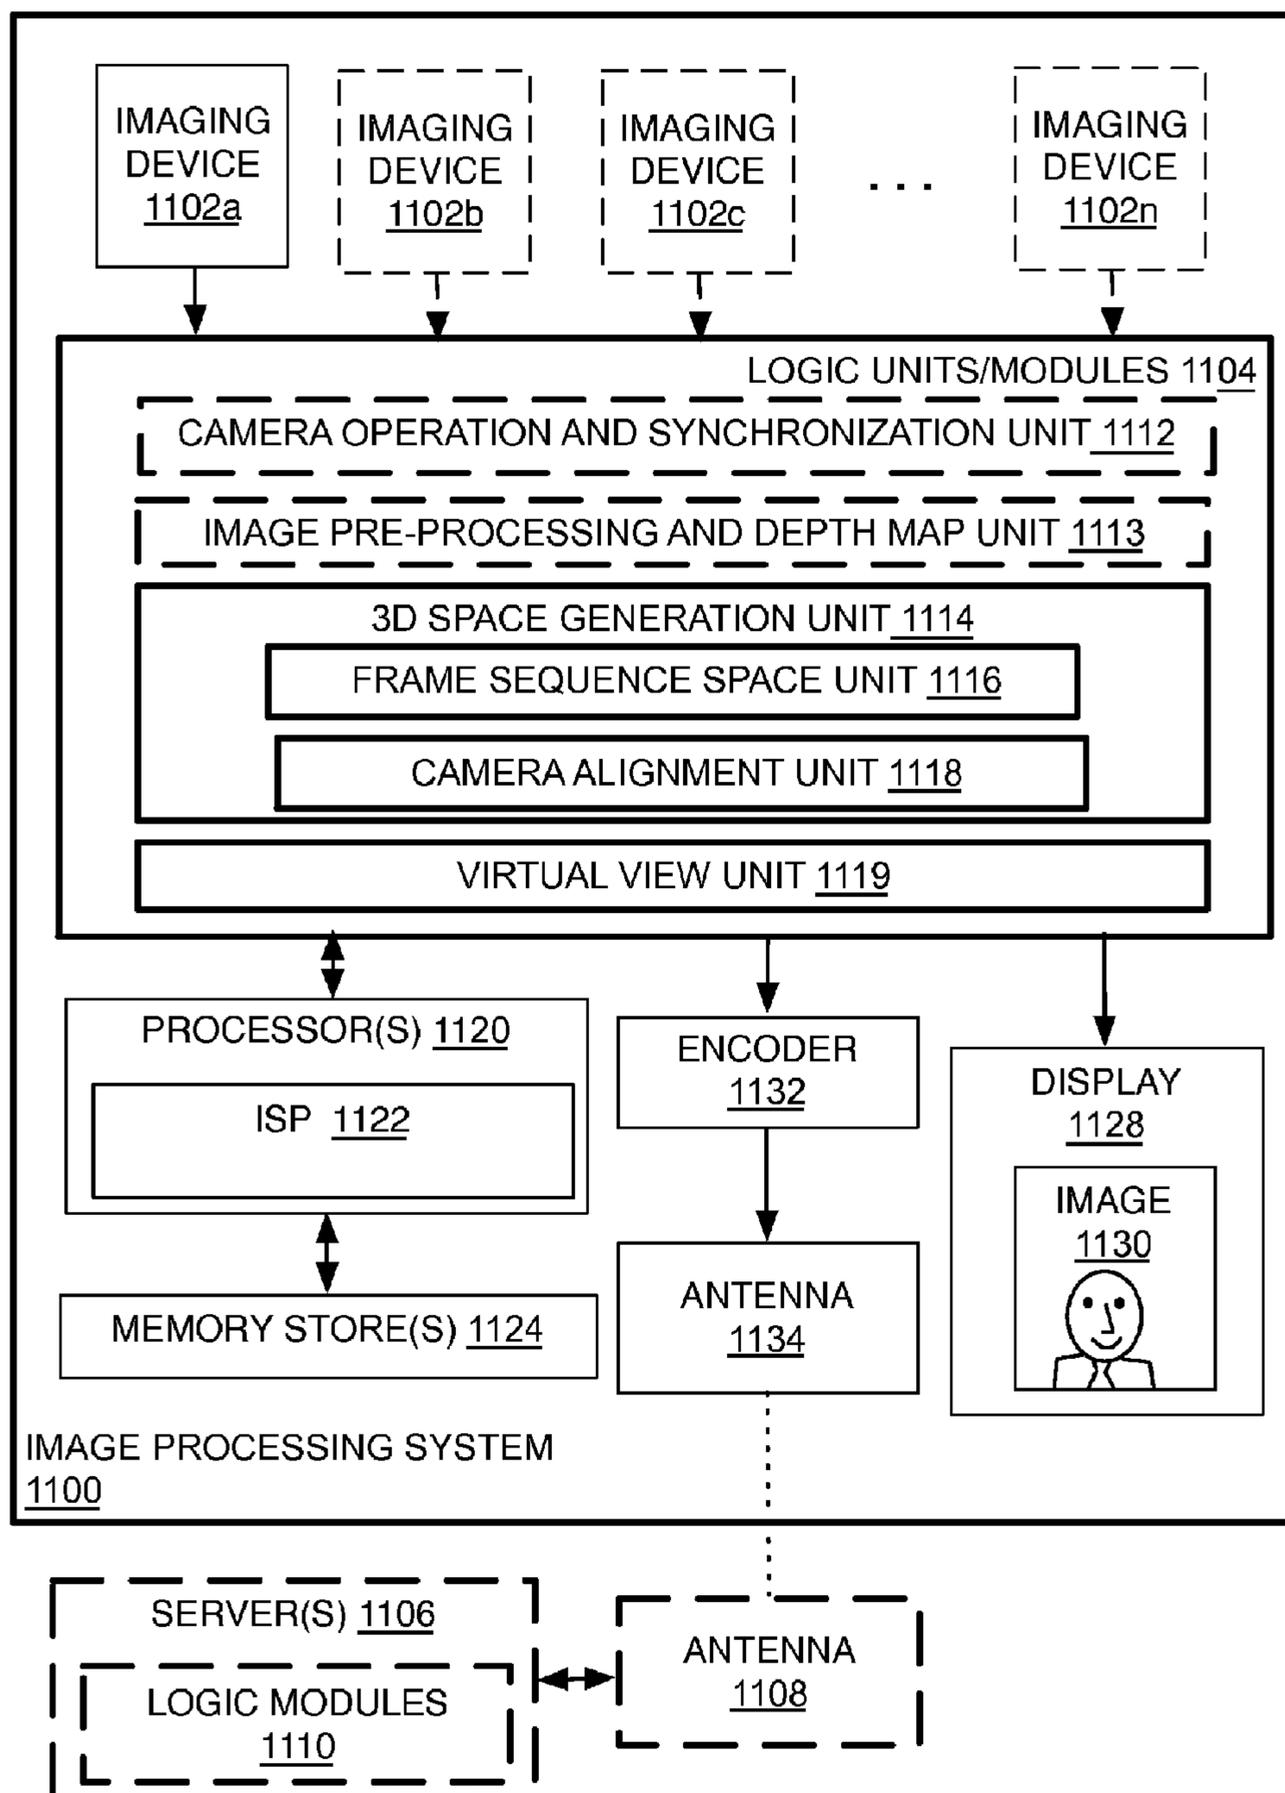 IMAGING
DEVICE
1102a
IMAGING
DEVICE
1102b
IMAGING
DEVICE
1102c
...
IMAGING
DEVICE
1102n
LOGIC UNITS/MODULES 1104
CAMERA OPERATION AND SYNCHRONIZATION UNIT 1112
IMAGE PRE-PROCESSING AND DEPTH MAP UNIT 1113
3D SPACE GENERATION UNIT 1114
FRAME SEQUENCE SPACE UNIT 1116
CAMERA ALIGNMENT UNIT 1118
VIRTUAL VIEW UNIT 1119
PROCESSOR(S) 1120
ISP 1122
MEMORY STORE(S) 1124
ENCODER
1132
ANTENNA
1134
DISPLAY
1128
IMAGE
1130
IMAGE PROCESSING SYSTEM
1100
SERVER(S) 1106
LOGIC MODULES
1110
ANTENNA
1108